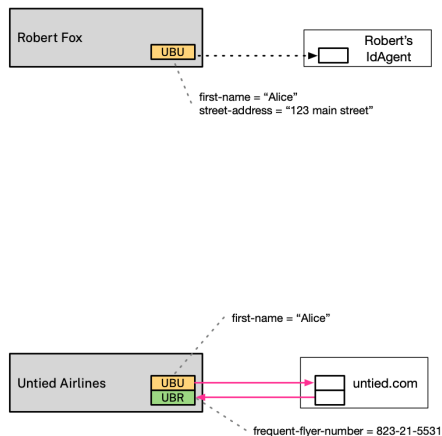 Robert Fox
UBU
Robert's
IdAgent
first-name = “Alice”
street-address = “123 main street”
first-name = “Alice”
Untied Airlines
UBU
UBR
untied.com
frequent-flyer-number = 823-21-5531